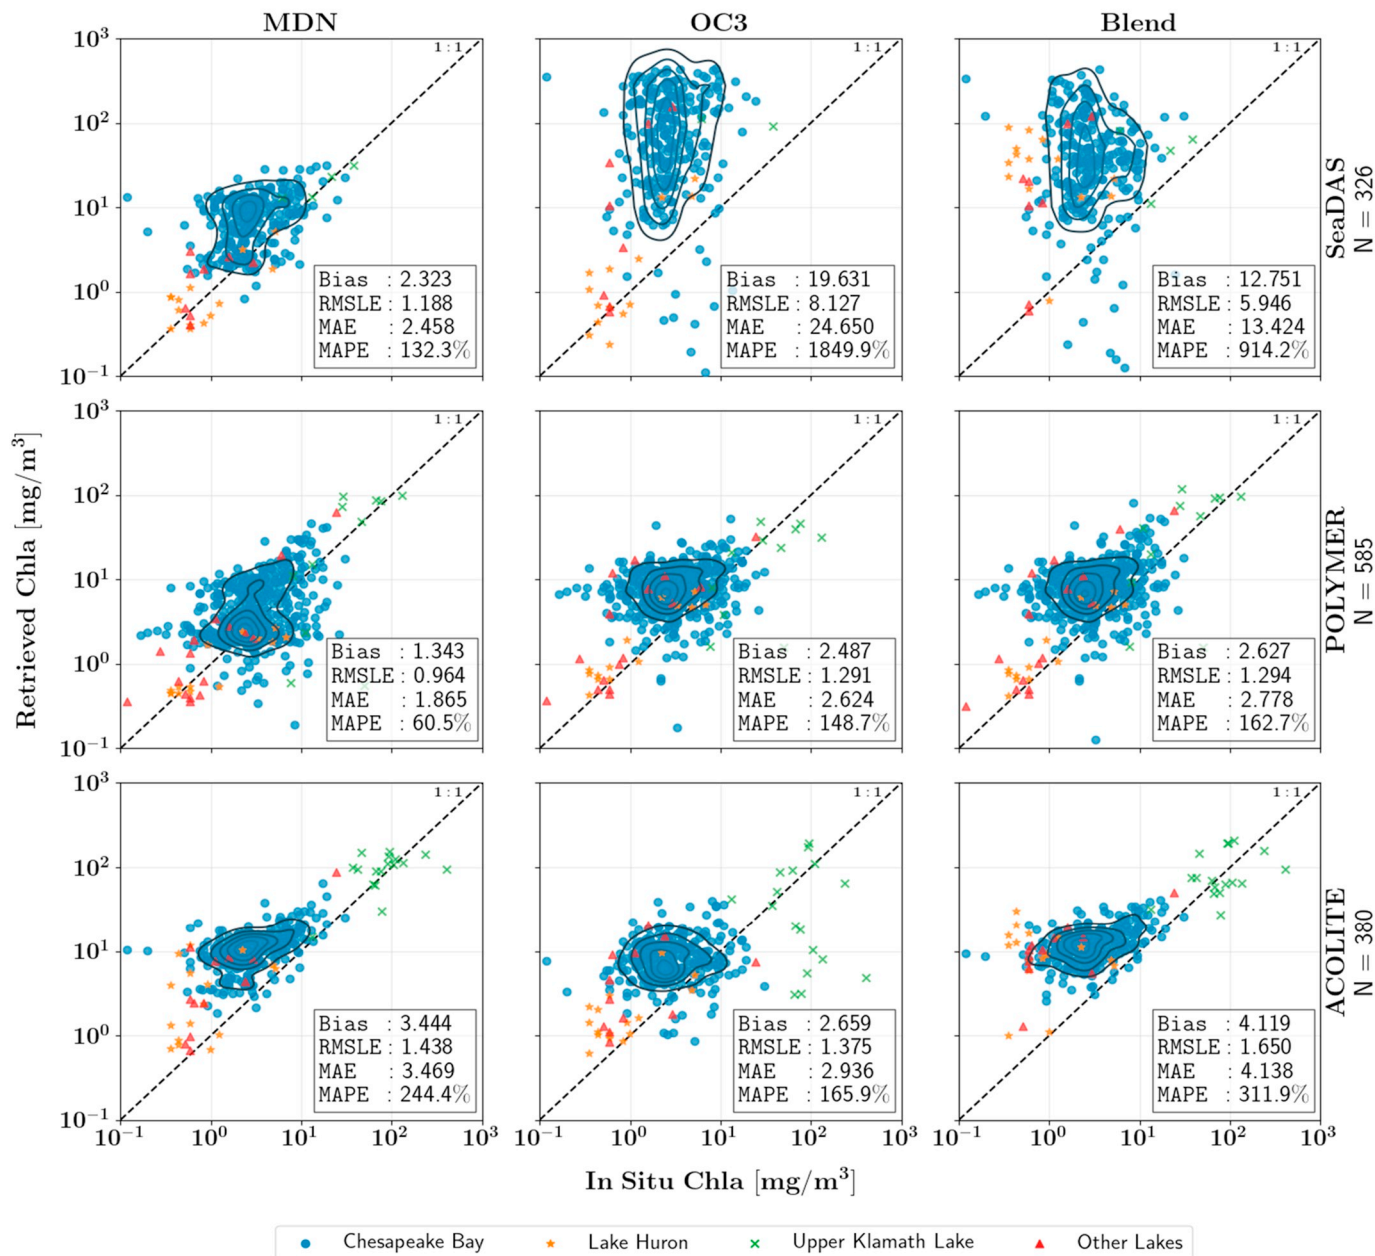 MDN OC3 Blend
10³ 1 : 1 1 : 1 1 : 1
10²
10¹
10⁰
10⁻¹
Bias : 2.323
RMSLE : 1.188
MAE : 2.458
MAPE : 132.3%
Bias : 19.631
RMSLE : 8.127
MAE : 24.650
MAPE : 1849.9%
Bias : 12.751
RMSLE : 5.946
MAE : 13.424
MAPE : 914.2%
SeaDAS
N = 326
10³ 1 : 1 1 : 1 1 : 1
10²
10¹
10⁰
10⁻¹
Retrieved Chla [mg/m³]
Bias : 1.343
RMSLE : 0.964
MAE : 1.865
MAPE : 60.5%
Bias : 2.487
RMSLE : 1.291
MAE : 2.624
MAPE : 148.7%
Bias : 2.627
RMSLE : 1.294
MAE : 2.778
MAPE : 162.7%
POLYMER
N = 585
10³ 1 : 1 1 : 1 1 : 1
10²
10¹
10⁰
10⁻¹
Bias : 3.444
RMSLE : 1.438
MAE : 3.469
MAPE : 244.4%
Bias : 2.659
RMSLE : 1.375
MAE : 2.936
MAPE : 165.9%
Bias : 4.119
RMSLE : 1.650
MAE : 4.138
MAPE : 311.9%
ACOLITE
N = 380
10⁻¹ 10⁰ 10¹ 10² 10³ 10⁰ 10¹ 10² 10³ 10⁻¹ 10⁰ 10¹ 10² 10³
In Situ Chla [mg/m³]
Chesapeake Bay Lake Huron Upper Klamath Lake Other Lakes